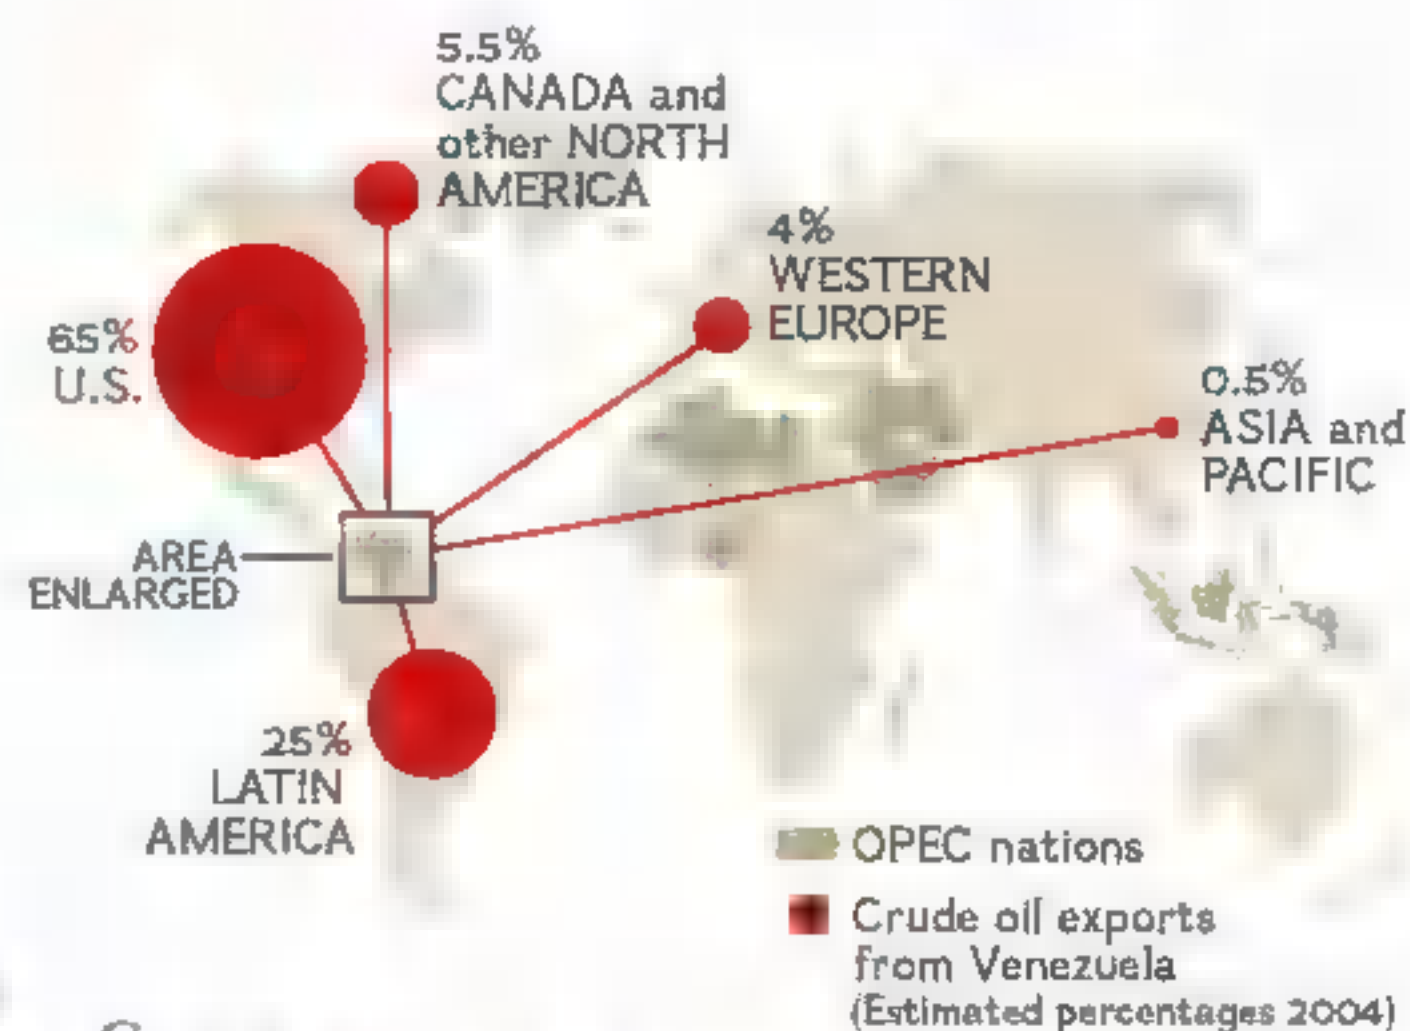 5.5%
CANADA and
other NORTH
AMERICA
4%
WESTERN
EUROPE
65%
U.S.
0.5%
ASIA and
PACIFIC
AREA
ENLARGED
25%
LATIN
AMERICA
OPEC nations
Crude oil exports
from Venezuela
(Estimated percentages 2004)